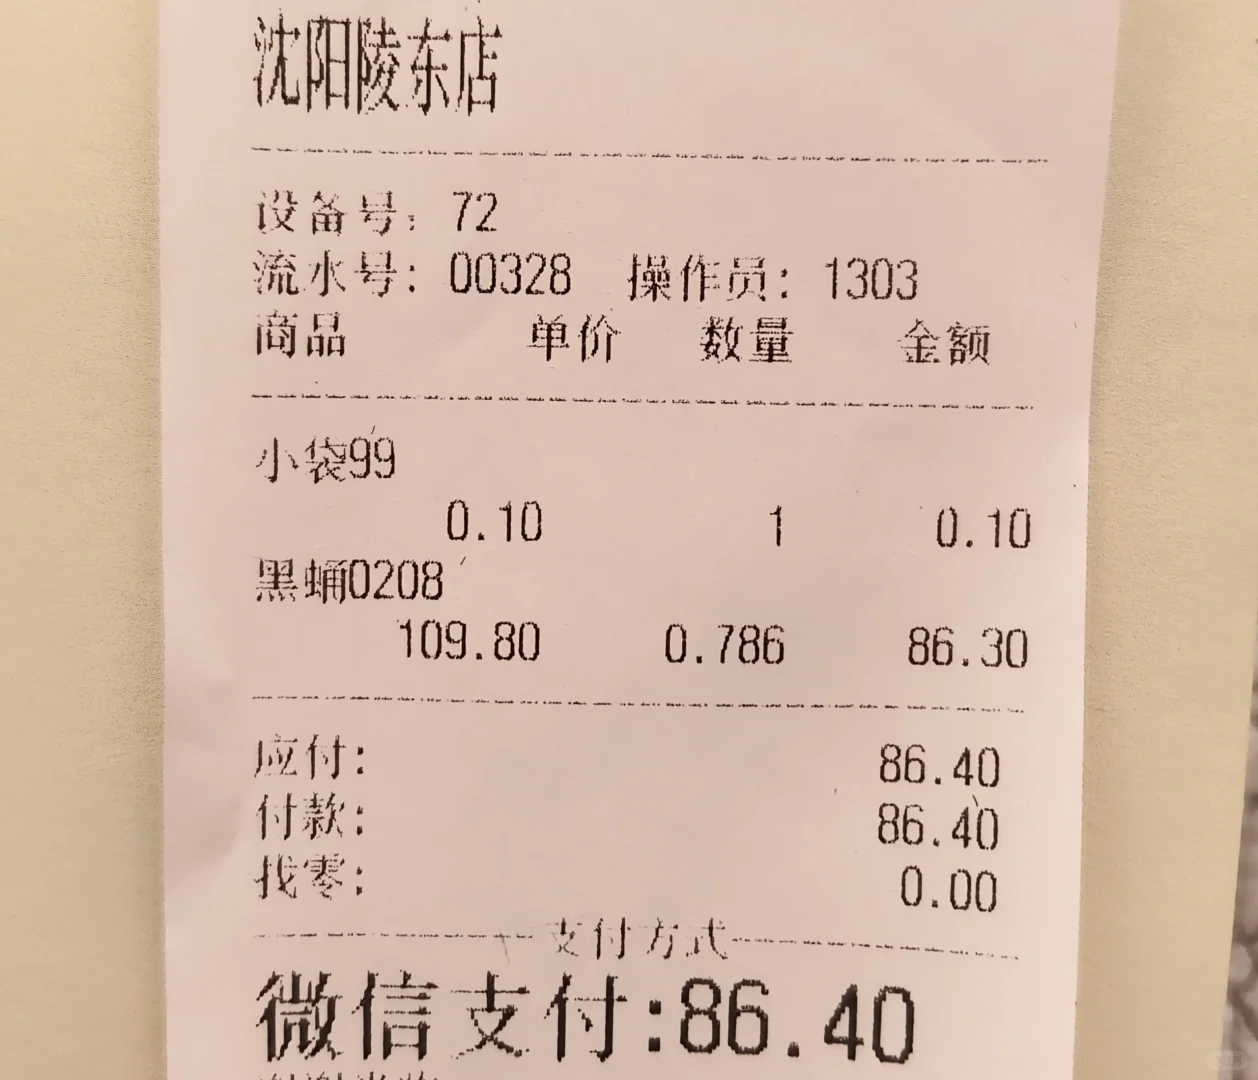 沈阳陵东店
设备号: 72
流水号: 00328 操作员: 1303
商品 单价 数量 金额
小袋99
0.10 1 0.10
黑蛹0208
109.80 0.786 86.30
应付: 86.40
付款: 86.40
找零: 0.00
支付方式
微信支付:86.40